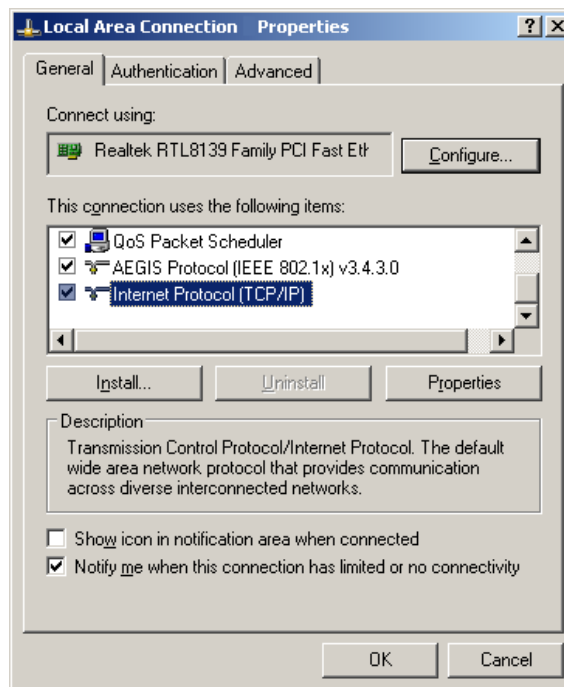 Local Area Connection Properties
General Authentication Advanced
Connect using:
Realtek RTL8139 Family PCI Fast Eth
Configure...
This connection uses the following items:
QoS Packet Scheduler
AEGIS Protocol (IEEE 802.1x) v3.4.3.0
Internet Protocol (TCP/IP)
Install... Uninstall Properties
Description
Transmission Control Protocol/Internet Protocol. The default
wide area network protocol that provides communication
across diverse interconnected networks.
Show icon in notification area when connected
Notify me when this connection has limited or no connectivity
OK Cancel